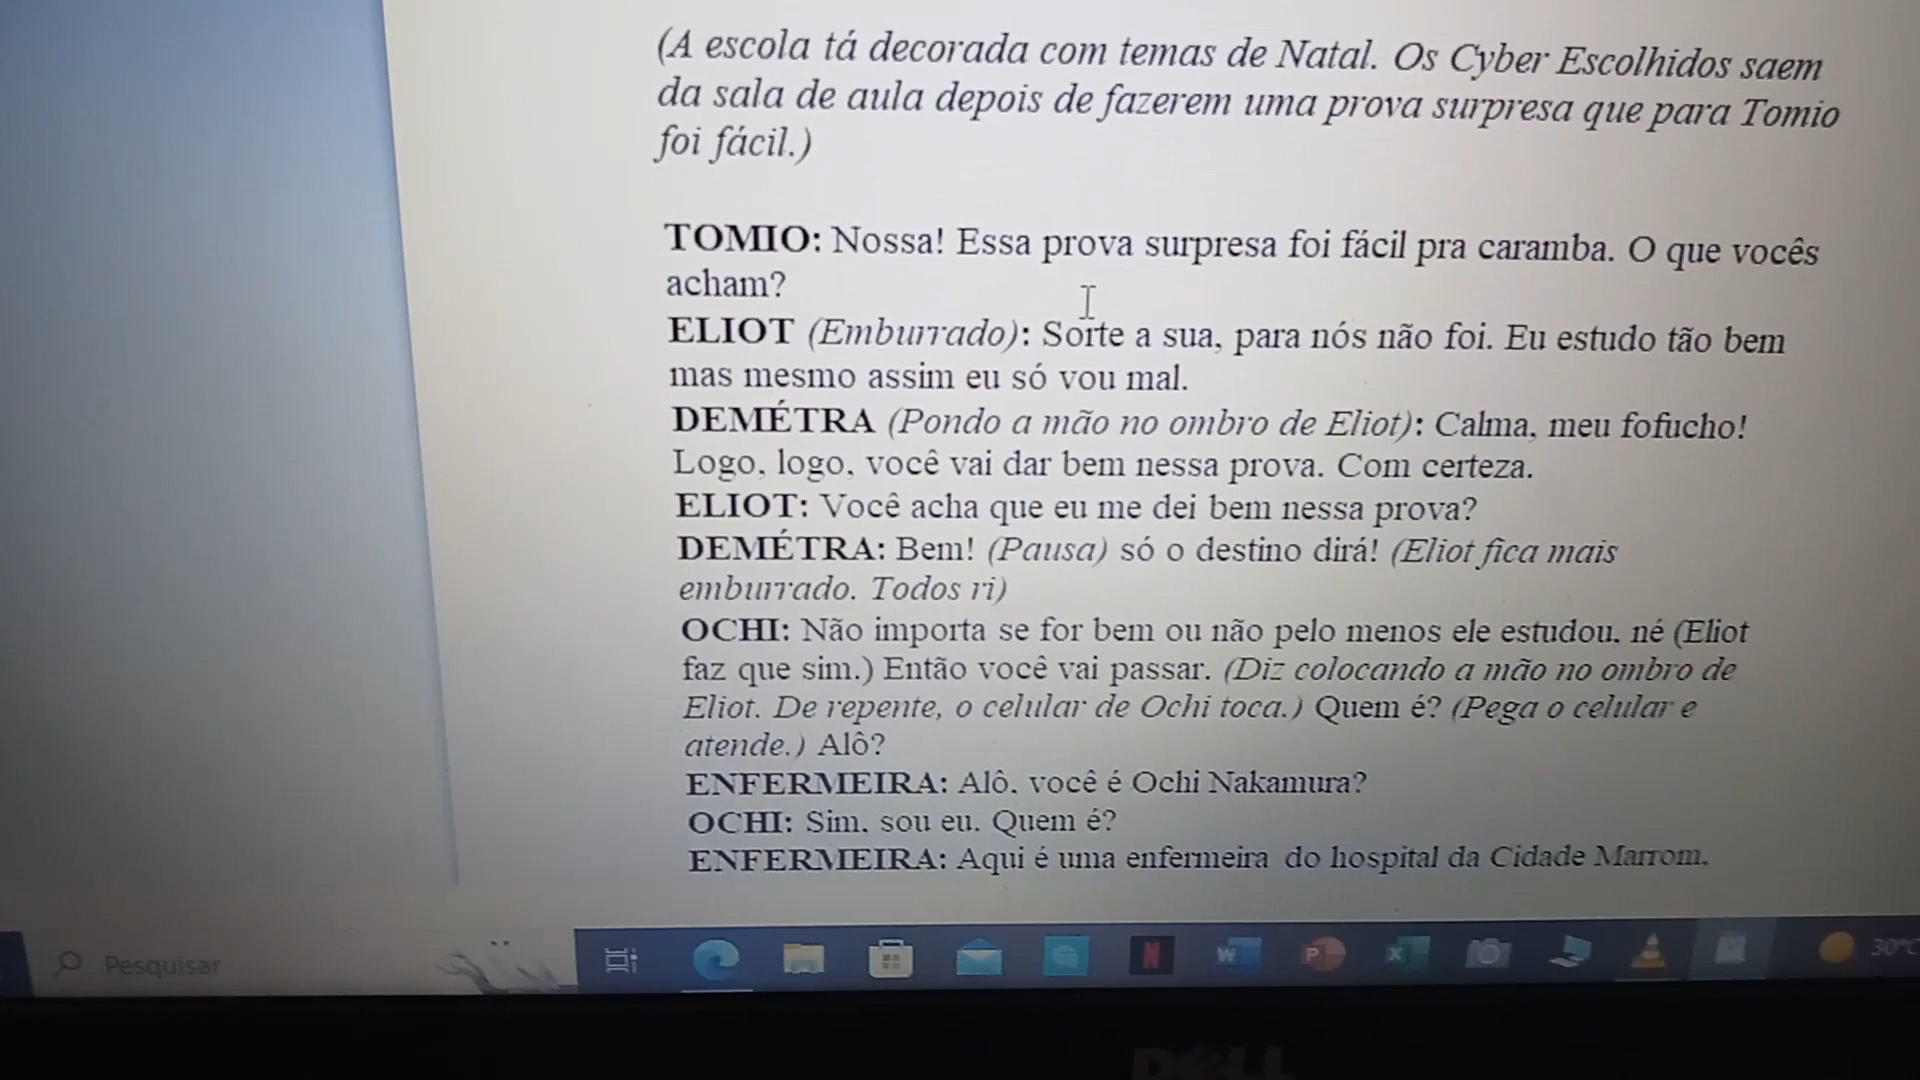 (A escola tá decorada com temas de Natal. Os Cyber Escolhidos saem
da sala de aula depois de fazerem uma prova surpresa que para Tomio
foi fácil.)
TOMIO: Nossa! Essa prova surpresa foi fácil pra caramba. O que vocês
acham?
ELIOT (Emburrado): Sorte a sua, para nós não foi. Eu estudo tão bem
mas mesmo assim eu só vou mal.
DEMÉTRA (Pondo a mão no ombro de Eliot): Calma, meu fofucho!
Logo, logo, você vai dar bem nessa prova. Com certeza.
ELIOT: Você acha que eu me dei bem nessa prova?
DEMÉTRA: Bem! (Pausa) só o destino dirá! (Eliot fica mais
emburrado. Todos ri)
OCHI: Não importa se for bem ou não pelo menos ele estudou, né (Eliot
faz que sim.) Então você vai passar. (Diz colocando a mão no ombro de
Eliot. De repente, o celular de Ochi toca.) Quem é? (Pega o celular e
atende.) Alô?
ENFERMEIRA: Alô, você é Ochi Nakamura?
OCHI: Sim, sou eu. Quem é?
ENFERMEIRA: Aqui é uma enfermeira do hospital da Cidade Marrom.
Pesquisar
N
W
P
X
30°C
DELL